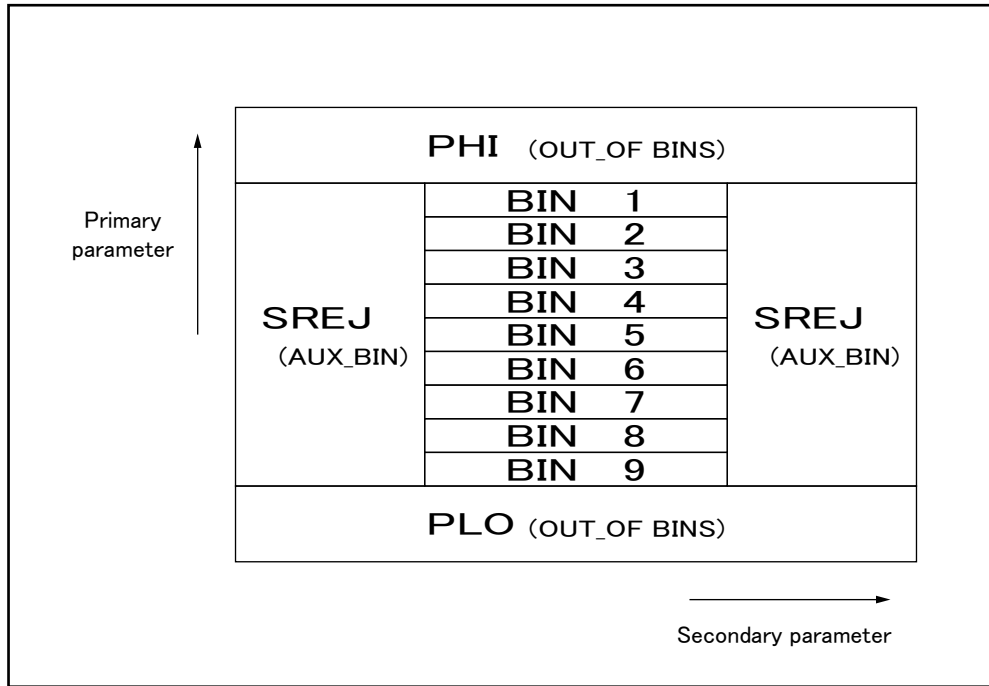 PHI (OUT_OF BINS)
Primary
parameter
BIN 1
BIN 2
BIN 3
BIN 4
BIN 5
BIN 6
BIN 7
BIN 8
BIN 9
SREJ
(AUX_BIN)
SREJ
(AUX_BIN)
PLO (OUT_OF BINS)
Secondary parameter